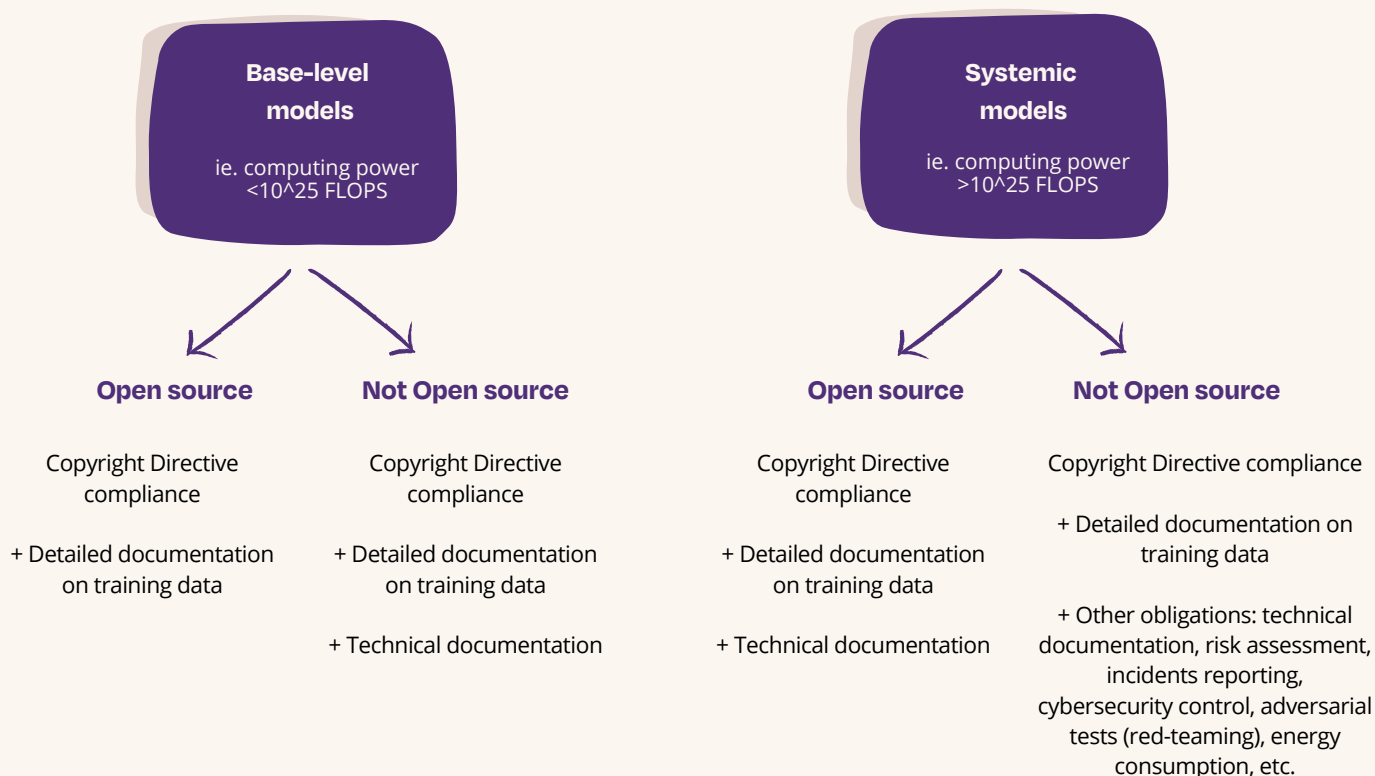 Base-level
models
ie. computing power
<10^25 FLOPS
Open source
Copyright Directive
compliance
+ Detailed documentation
on training data
Not Open source
Copyright Directive
compliance
+ Detailed documentation
on training data
+ Technical documentation
Systemic
models
ie. computing power
>10^25 FLOPS
Open source
Copyright Directive
compliance
+ Detailed documentation
on training data
+ Technical documentation
Not Open source
Copyright Directive compliance
+ Detailed documentation on
training data
+ Other obligations: technical
documentation, risk assessment,
incidents reporting,
cybersecurity control, adversarial
tests (red-teaming), energy
consumption, etc.